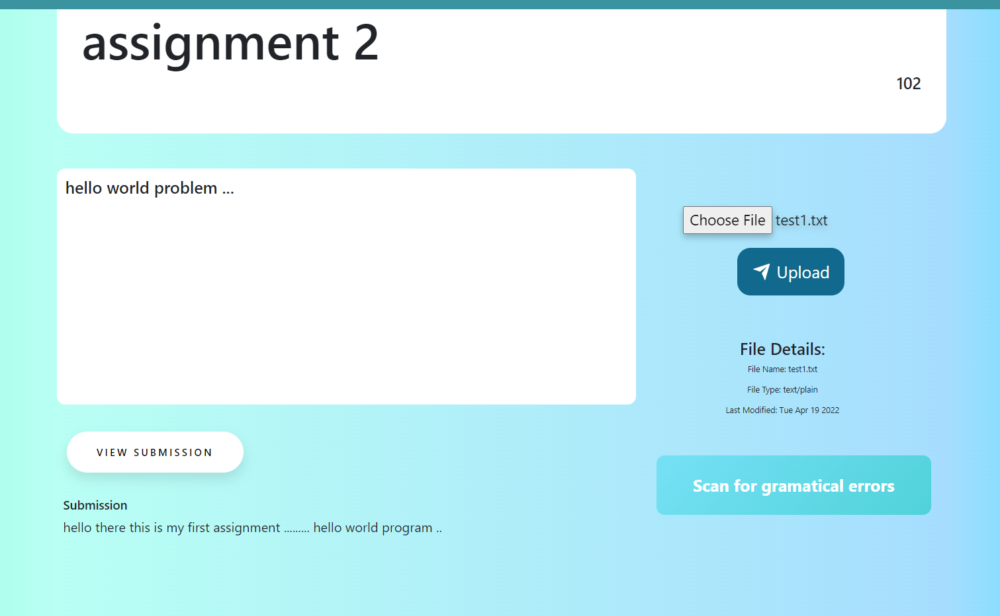 assignment 2
102
hello world problem ...
Choose File test1.txt
Upload
File Details:
File Name: test1.txt
File Type: text/plain
Last Modified: Tue Apr 19 2022
VIEW SUBMISSION
Scan for gramatical errors
Submission
hello there this is my first assignment ......... hello world program ..